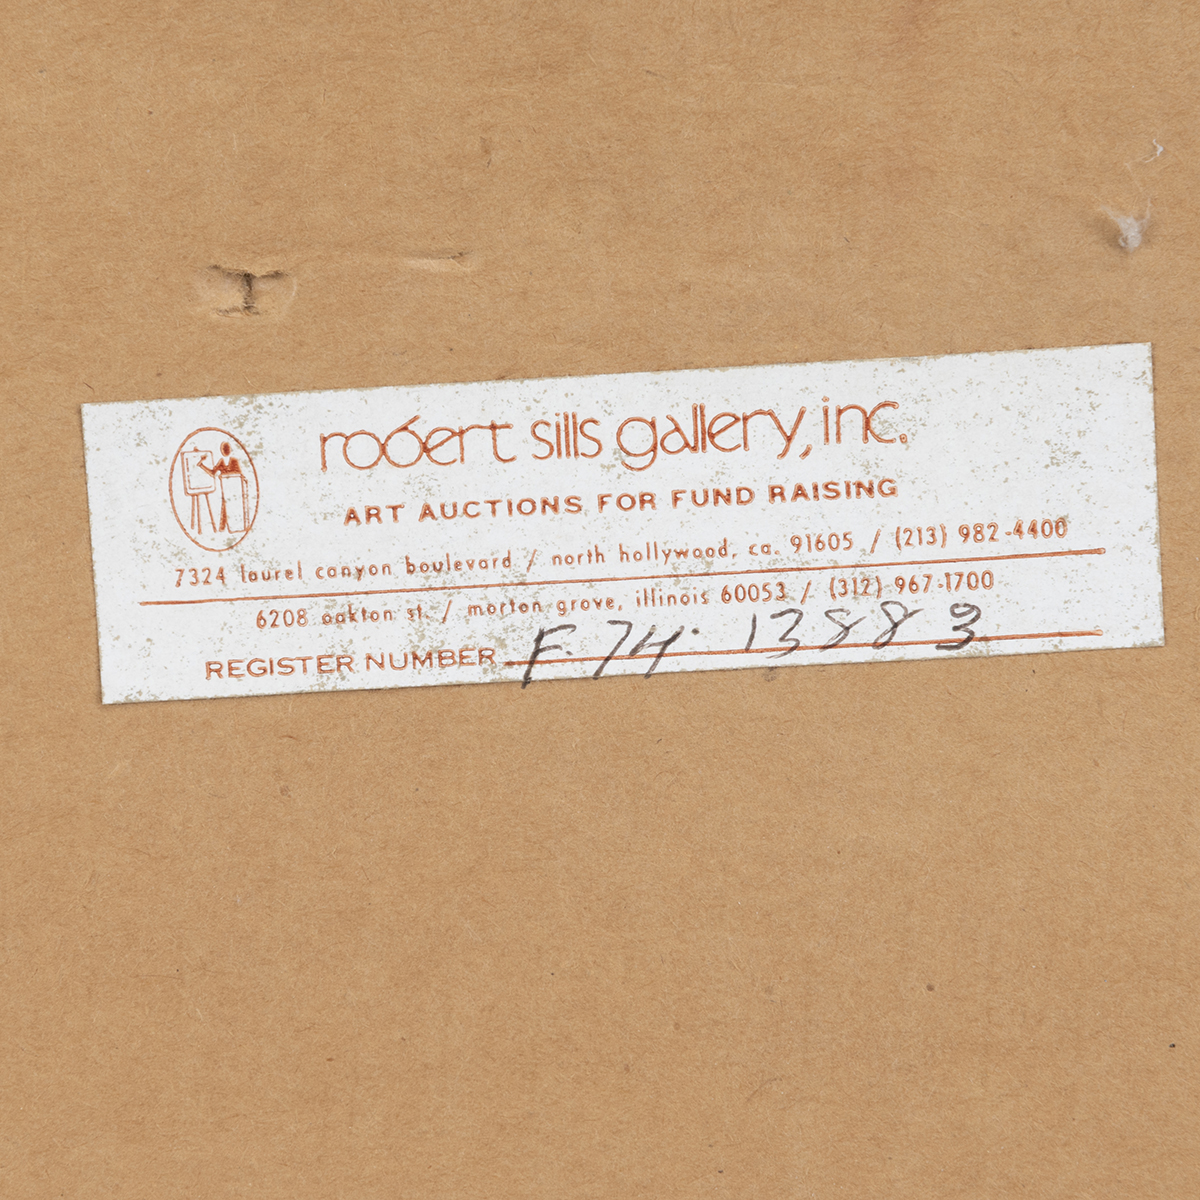 robert sills gallery, inc.
ART AUCTIONS FOR FUND RAISING
7324 laurel canyon boulevard / north hollywood, ca. 91605 / (213) 982-4400
6208 oakton st. / morton grove, illinois 60053 / (312) 967-1700
REGISTER NUMBER F. 74. 13883